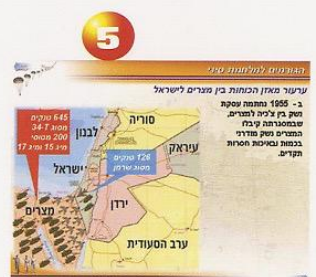 5
הגורמים למלחמת סיני
ערעור מאזן הכוחות בין מצרים לישראל
ב - 1955 נחתמה עסקת
נשק בין צ'כיה למצרים,
שבמסגרתה קיבלו
המצרים נשק מודרני
בכמות ובאיכות חסרות
תקדים.
645 טנקים
מסוג 34-T
200 מטוסי
מיג 15 ומיג 17
126 טנקים
מסוג שרמן
סוריה
לבנון
עיראק
ישראל
ירדן
מצרים
ערב הסעודית